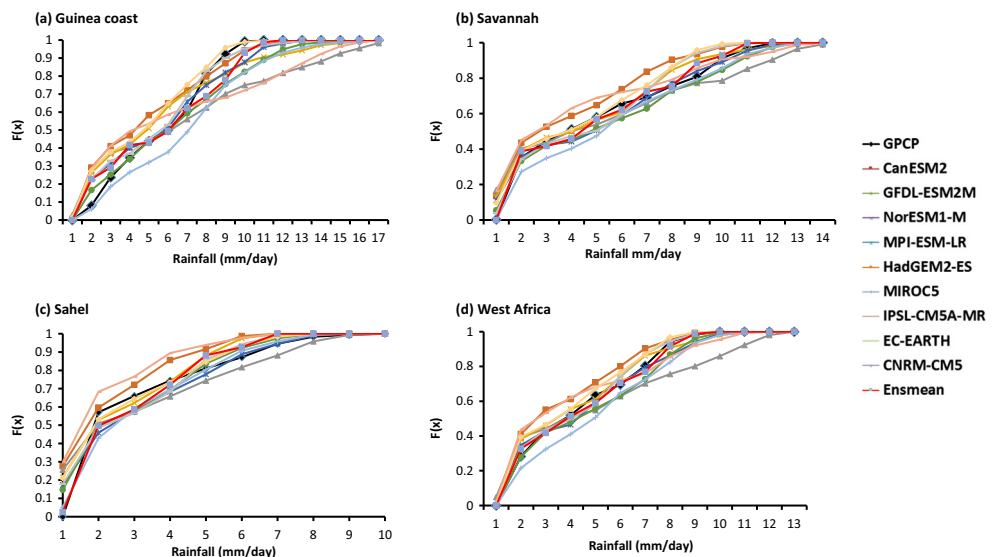 (a) Guinea coast
1
0.9
0.8
0.7
0.6
0.5
0.4
0.3
0.2
0.1
0
F(x)
1 2 3 4 5 6 7 8 9 10 11 12 13 14 15 16 17
Rainfall (mm/day)
(b) Savannah
1
0.8
0.6
0.4
0.2
0
F(x)
1 2 3 4 5 6 7 8 9 10 11 12 13 14
Rainfall mm/day)
(c) Sahel
1
0.9
0.8
0.7
0.6
0.5
0.4
0.3
0.2
0.1
0
F(x)
1 2 3 4 5 6 7 8 9 10
Rainfall (mm/day)
(d) West Africa
1
0.8
0.6
0.4
0.2
0
F(x)
1 2 3 4 5 6 7 8 9 10 11 12 13
Rainfall (mm/day)
GPCP
CanESM2
GFDL-ESM2M
NorESM1-M
MPI-ESM-LR
HadGEM2-ES
MIROC5
IPSL-CM5A-MR
EC-EARTH
CNRM-CM5
Ensmean